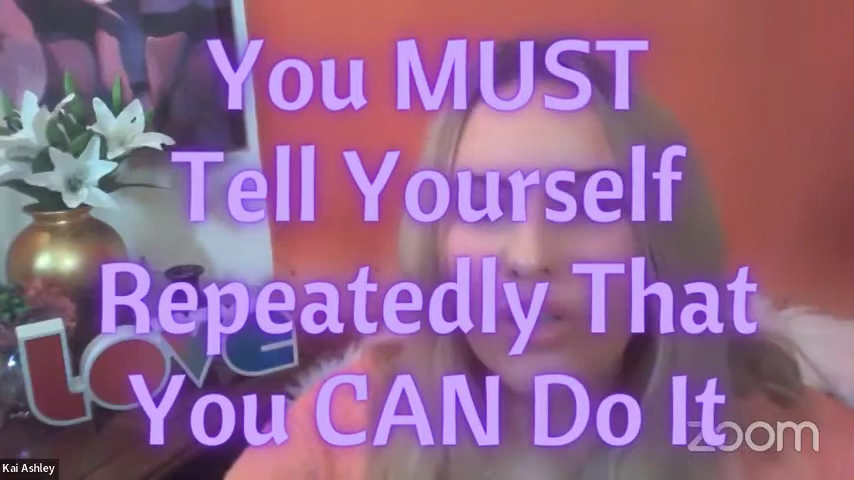 You MUST
Tell Yourself
Repeatedly That
You CAN Do It
LOVE
zoom
Kai Ashley